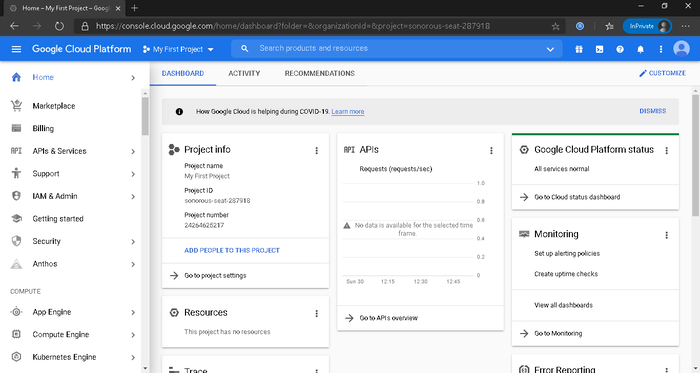 Home – My First Project – Googl
https://console.cloud.google.com/home/dashboard?folder=&organizationId=&project=sonorous-seat-287918
InPrivate
Google Cloud Platform
My First Project
Search products and resources
Home
Marketplace
Billing
API APIs & Services
Support
IAM & Admin
Getting started
Security
Anthos
COMPUTE
App Engine
Compute Engine
Kubernetes Engine
DASHBOARD
ACTIVITY
RECOMMENDATIONS
CUSTOMIZE
How Google Cloud is helping during COVID-19. Learn more
DISMISS
Project info
Project name
My First Project
Project ID
sonorous-seat-287918
Project number
24264625217
ADD PEOPLE TO THIS PROJECT
Go to project settings
Resources
This project has no resources
Trace
API APIs
Requests (requests/sec)
1.0
0.8
0.6
0.4
0.2
0
No data is available for the selected time
frame.
Sun 30 12:15 12:30 12:45
Go to APIs overview
Google Cloud Platform status
All services normal
Go to Cloud status dashboard
Monitoring
Set up alerting policies
Create uptime checks
View all dashboards
Go to Monitoring
Error Reporting